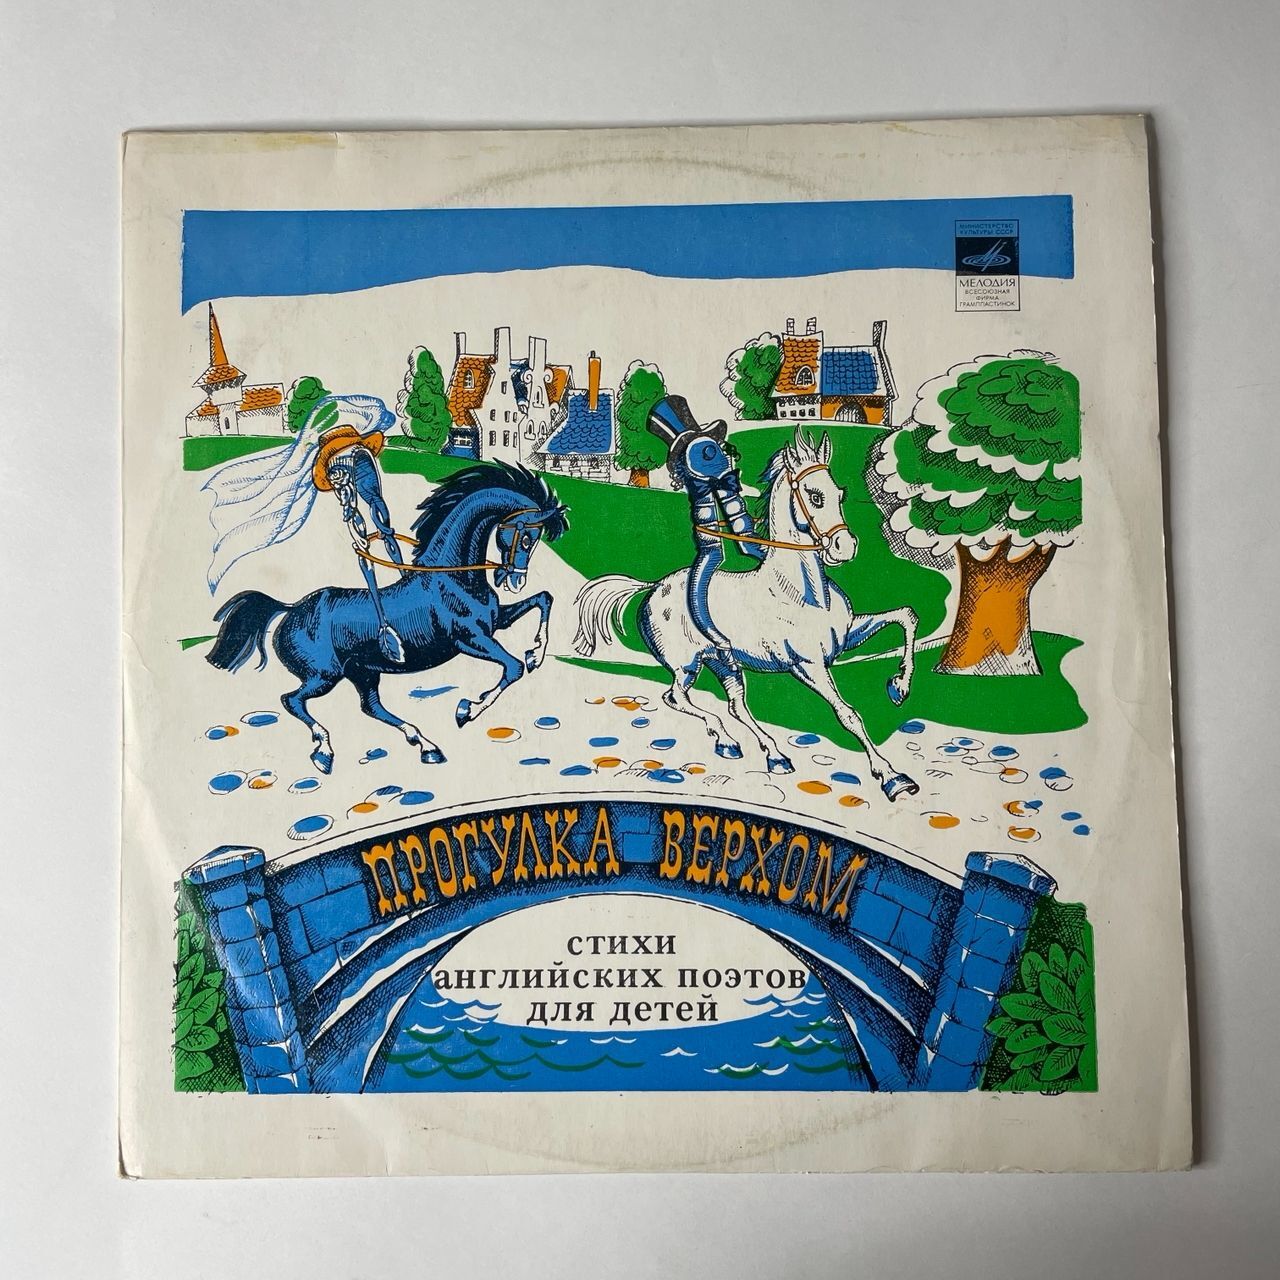 МИНИСТЕРСТВО
КУЛЬТУРЫ СССР
МЕЛОДИЯ
ВСЕСОЮЗНАЯ
ФИРМА
ГРАМПЛАСТИНОК
ПРОГУЛКА ВЕРХОМ
СТИХИ
АНГЛИЙСКИХ ПОЭТОВ
ДЛЯ ДЕТЕЙ